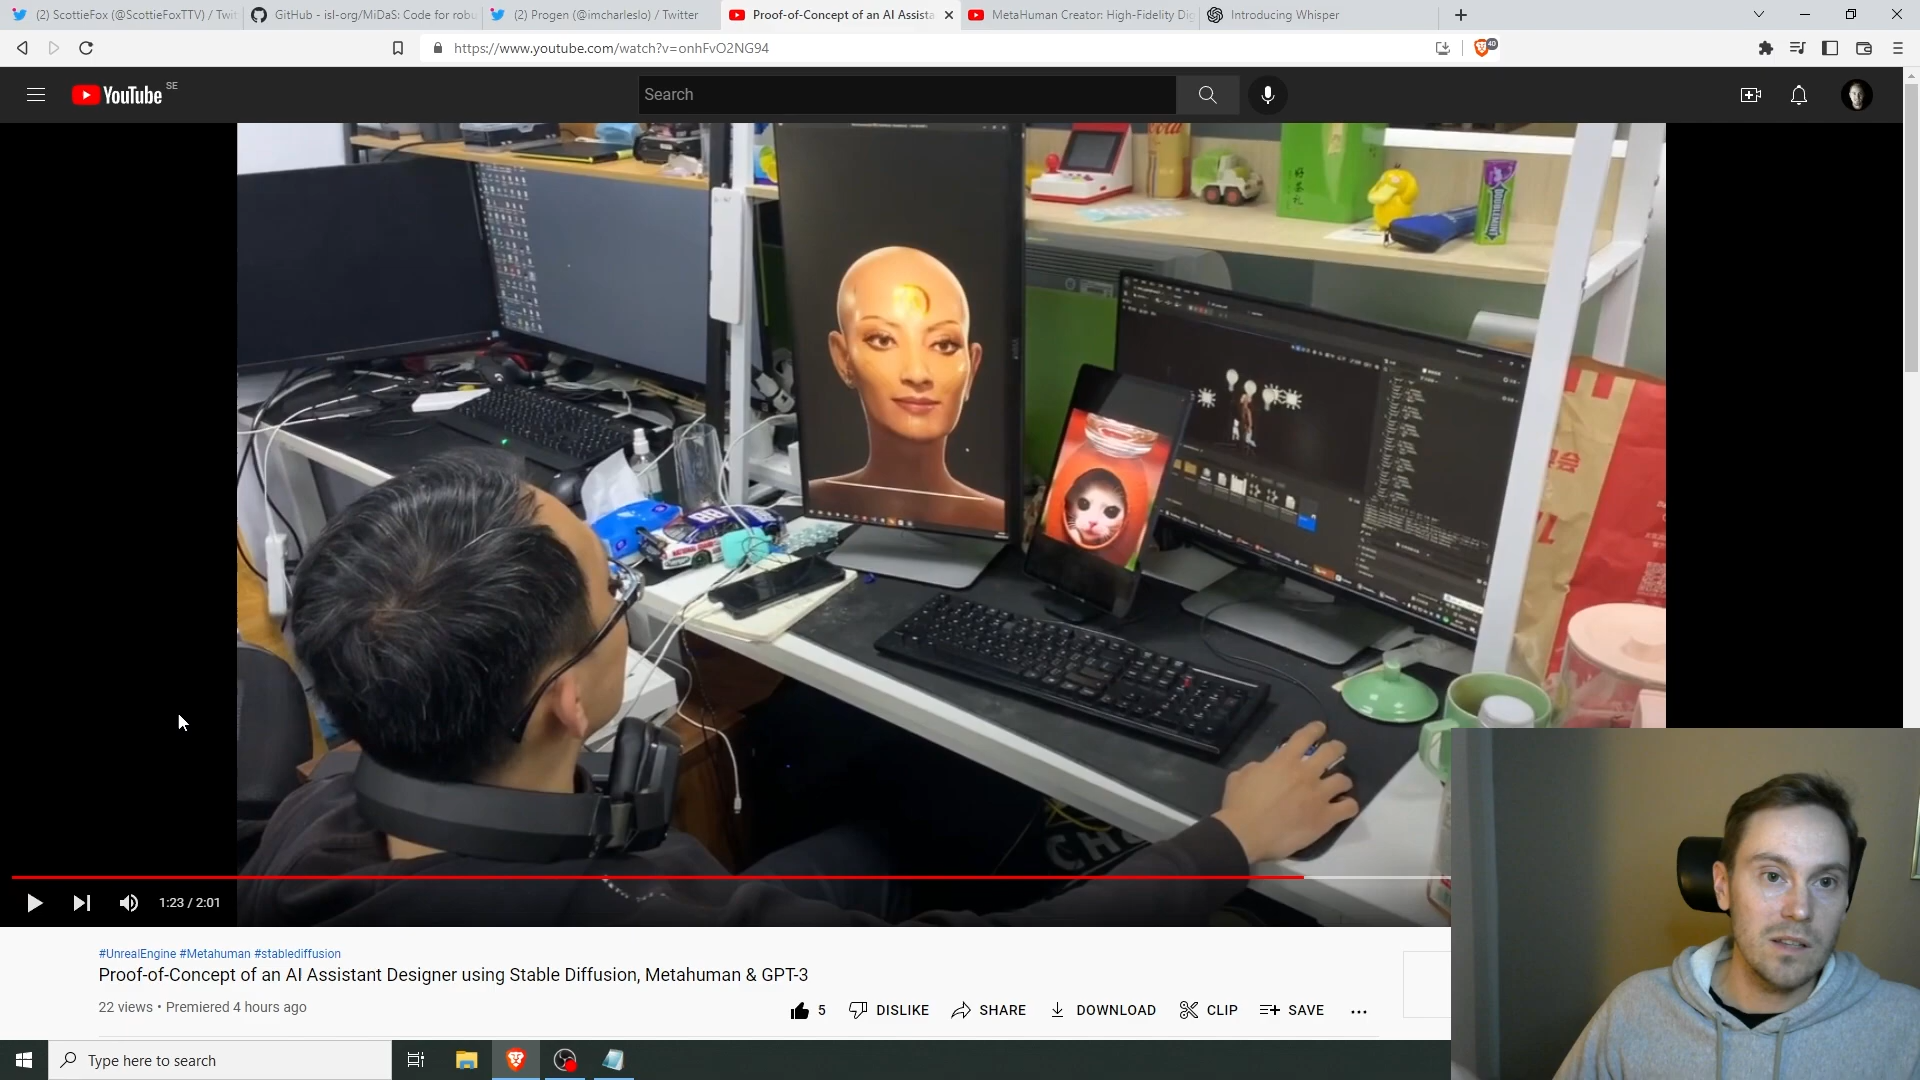 (2) ScottieFox (@ScottieFoxTTV) / Twit
GitHub - isl-org/MiDaS: Code for robu
(2) Progen (@imcharleslo) / Twitter
Proof-of-Concept of an AI Assista
MetaHuman Creator: High-Fidelity Dig
Introducing Whisper
https://www.youtube.com/watch?v=onhFvO2NG94
40
YouTube SE
Search
DOUBLEMINT
1:23 / 2:01
#UnrealEngine #Metahuman #stablediffusion
Proof-of-Concept of an AI Assistant Designer using Stable Diffusion, Metahuman & GPT-3
22 views • Premiered 4 hours ago
5
DISLIKE
SHARE
DOWNLOAD
CLIP
SAVE
Type here to search